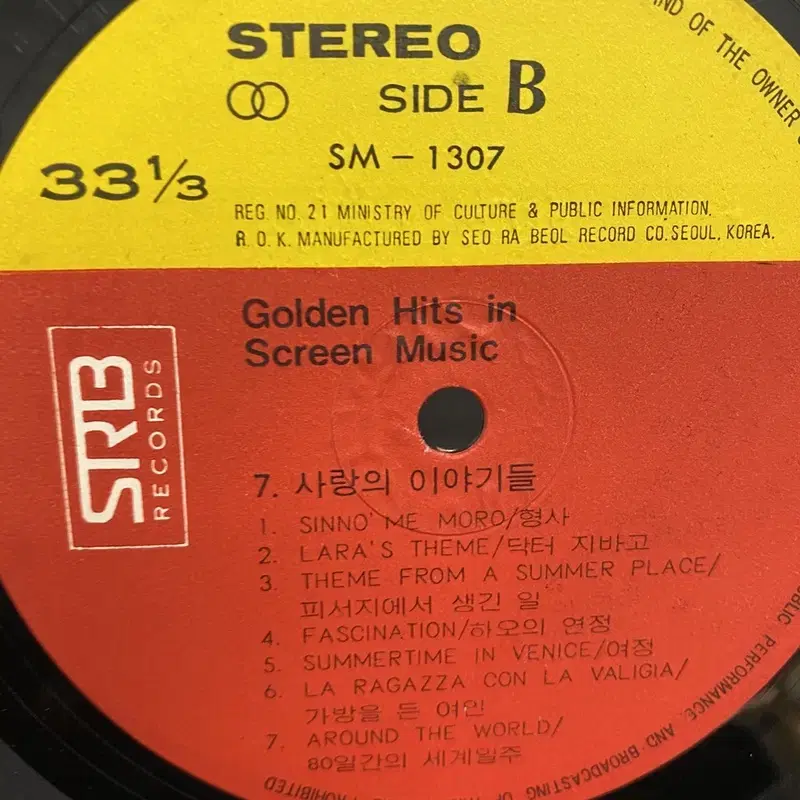 STEREO
SIDE B
SM-1307
33 1/3
REG. NO. 21 MINISTRY OF CULTURE & PUBLIC INFORMATION,
R. O. K. MANUFACTURED BY SEO RA BEOL RECORD CO. SEOUL, KOREA.
OF THE OWNER
Golden Hits in
Screen Music
SRB
RECORDS
7. 사랑의 이야기들
1. SINNO' ME MORO/형사
2. LARA'S THEME/닥터 지바고
3. THEME FROM A SUMMER PLACE/
피서지에서 생긴 일
4. FASCINATION/하오의 연정
5. SUMMERTIME IN VENICE/여정
6. LA RAGAZZA CON LA VALIGIA/
가방을 든 여인
7, AROUND THE WORLD/
80일간의 세계일주
PERFORMANCE, AND BROADCASTING OF
PROHIBITED